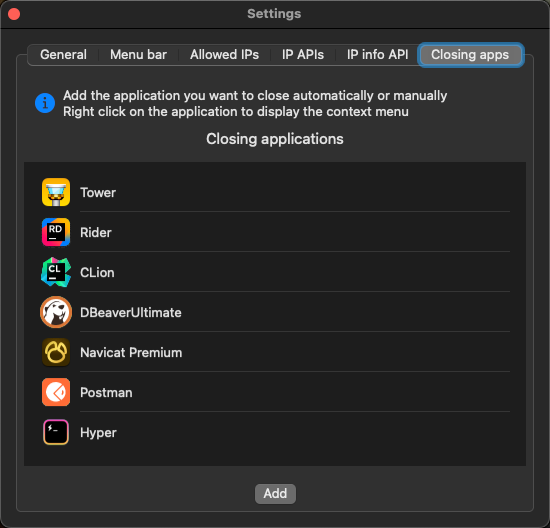 Settings
General
Menu bar
Allowed IPs
IP APIs
IP info API
Closing apps
Add the application you want to close automatically or manually
Right click on the application to display the context menu
Closing applications
Tower
RD
Rider
CL
CLion
DBeaverUltimate
Navicat Premium
Postman
Hyper
Add